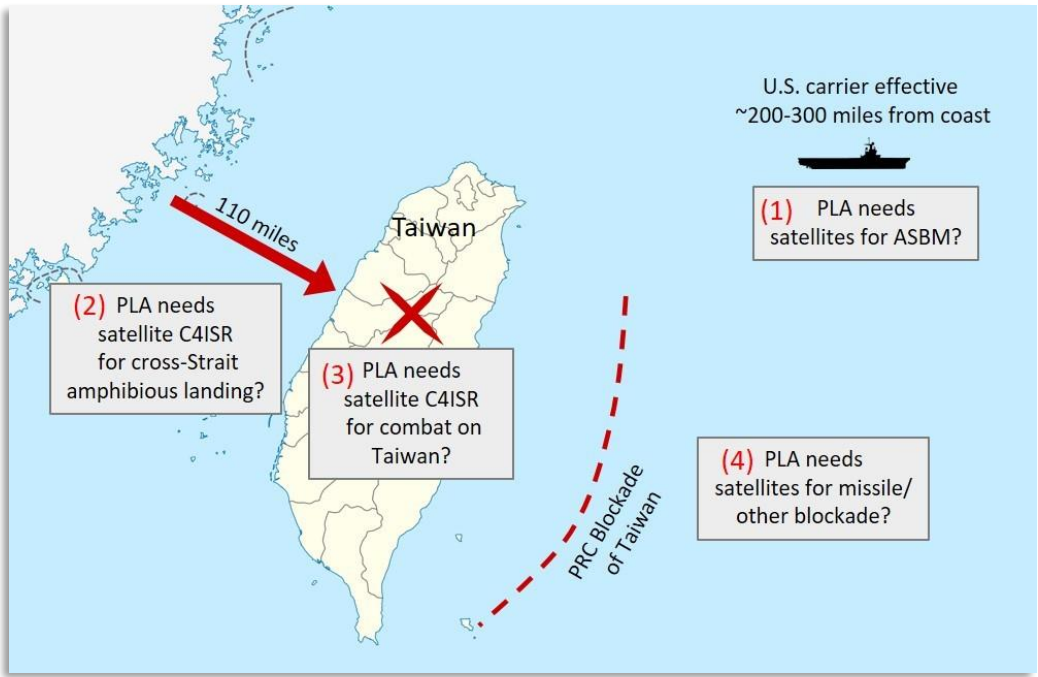 U.S. carrier effective
~200-300 miles from coast
(1) PLA needs
satellites for ASBM?
110 miles
Taiwan
(2) PLA needs
satellite C4ISR
for cross-Strait
amphibious landing?
(3) PLA needs
satellite C4ISR
for combat on
Taiwan?
(4) PLA needs
satellites for missile/
other blockade?
PRC Blockade
of Taiwan